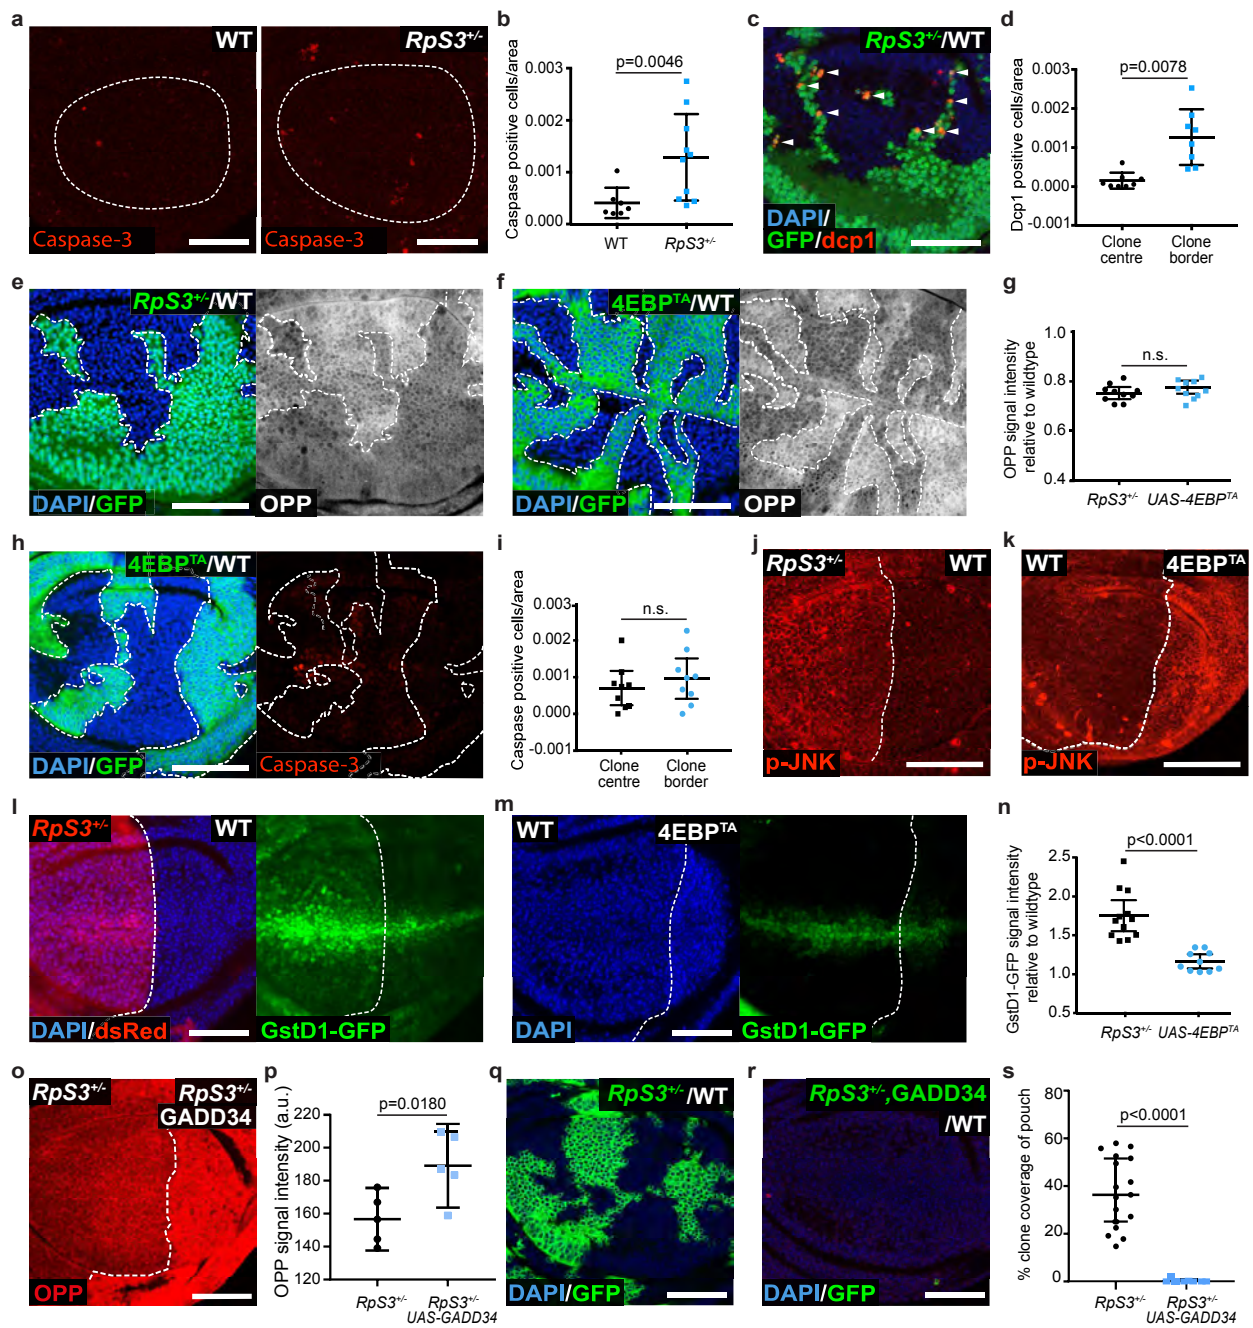 a
WT
RpS3+/-
Caspase-3
Caspase-3
b
Caspase positive cells/area
0.003
0.002
0.001
0.000
p=0.0046
WT
RpS3+/-
c
RpS3+/-/WT
DAPI/
GFP/dcp1
d
Dcp1 positive cells/area
0.003
0.002
0.001
0.000
-0.001
p=0.0078
Clone
centre
Clone
border
e
RpS3+/-/WT
DAPI/GFP
OPP
f
4EBPTA/WT
DAPI/GFP
OPP
g
OPP signal intensity
relative to wildtype
1.0
0.8
0.6
0.4
n.s.
RpS3+/-
UAS-4EBPTA
h
4EBPTA/WT
DAPI/GFP
Caspase-3
i
Caspase positive cells/area
0.003
0.002
0.001
0.000
-0.001
n.s.
Clone
centre
Clone
border
j
RpS3+/-
WT
p-JNK
k
WT
4EBPTA
p-JNK
l
RpS3+/-
WT
DAPI/dsRed
GstD1-GFP
m
WT
4EBPTA
DAPI
GstD1-GFP
n
GstD1-GFP signal intensity
relative to wildtype
2.5
2.0
1.5
1.0
0.5
p<0.0001
RpS3+/-
UAS-4EBPTA
o
RpS3+/-
RpS3+/-
GADD34
OPP
p
OPP signal intensity (a.u.)
220
200
180
160
140
120
p=0.0180
RpS3+/-
RpS3+/-
UAS-GADD34
q
RpS3+/-/WT
DAPI/GFP
r
RpS3+/-,GADD34
/WT
DAPI/GFP
s
% clone coverage of pouch
80
60
40
20
0
p<0.0001
RpS3+/-
RpS3+/-
UAS-GADD34